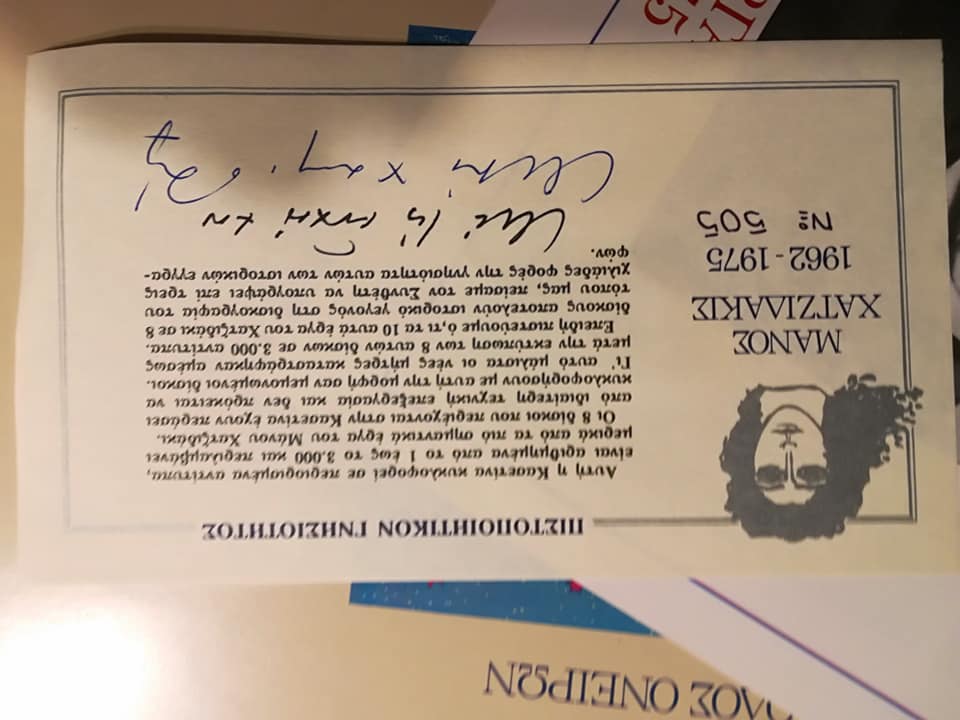 ΠΙΣΤΟΠΟΙΗΤΙΚΟΝ ΓΝΗΣΙΟΤΗΤΟΣ
Αυτή η Κασετίνα κυκλοφορεί σε περιορισμένα αντίτυπα,
είναι αριθμημένα από το 1 έως το 3.000 και περιλαμβάνει
μερικά από τα πιό σημαντικά έργα του Μάνου Χατζιδάκι.
Οι 8 δίσκοι που περιέχονται στην Κασετίνα έχουν περάσει
από ιδιαίτερη τεχνική επεξεργασία και δεν πρόκειται να
κυκλοφορήσουν με αυτή την μορφή σαν μεμονωμένοι δίσκοι.
Γι' αυτό μάλιστα οι νέες μήτρες καταστράφηκαν αμέσως
μετά την εκτύπωση των 8 αυτών δίσκων σε 3.000 αντίτυπα.
Επειδή πιστεύουμε ό,τι τα 10 αυτά έργα του Χατζιδάκι σε 8
δίσκους αποτελούν ιστορικό γεγονός στη δισκογραφία του
τόπου μας, πείσαμε τον Συνθέτη να υπογράψει επί τρεις
χιλιάδες φορές την γνησιότητα αυτών των ιστορικών εγγρα-
φών.
ΜΑΝΟΣ
ΧΑΤΖΙΔΑΚΙΣ
1962 - 1975
№ 505
ΟΝΕΙΡΩΝ